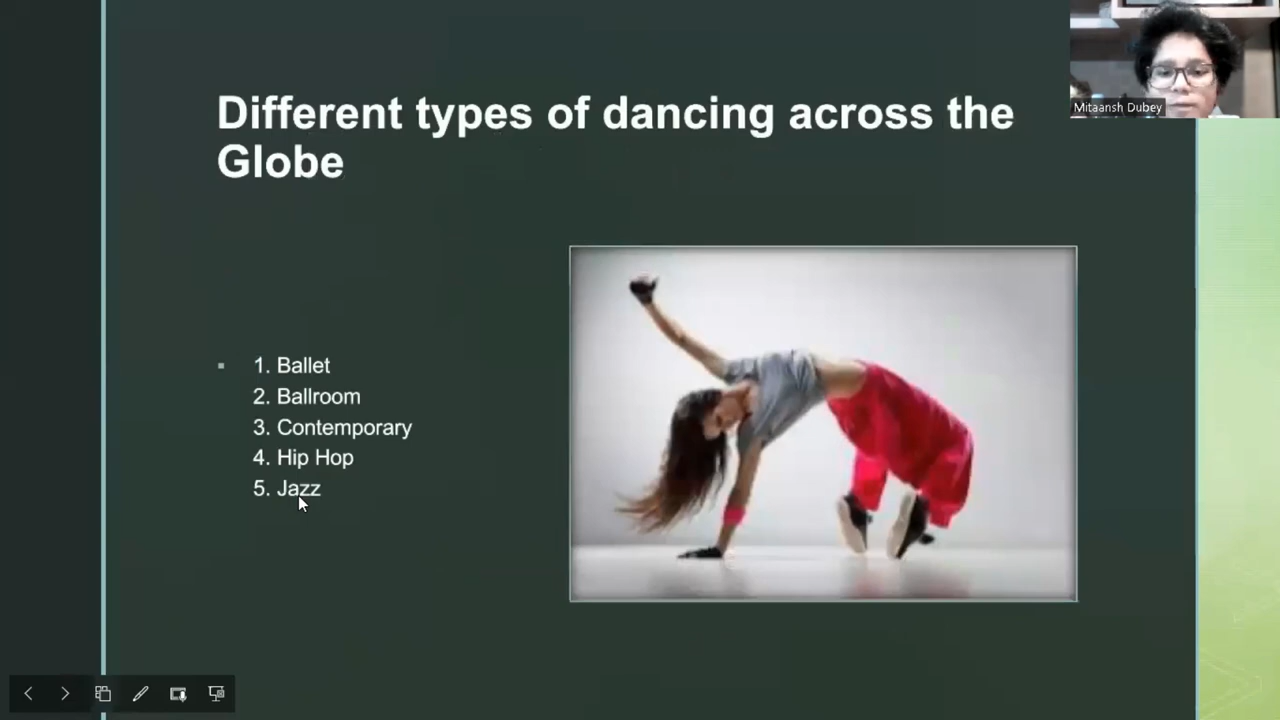 Different types of dancing across the
Globe
Mitaansh Dubey
1. Ballet
2. Ballroom
3. Contemporary
4. Hip Hop
5. Jazz